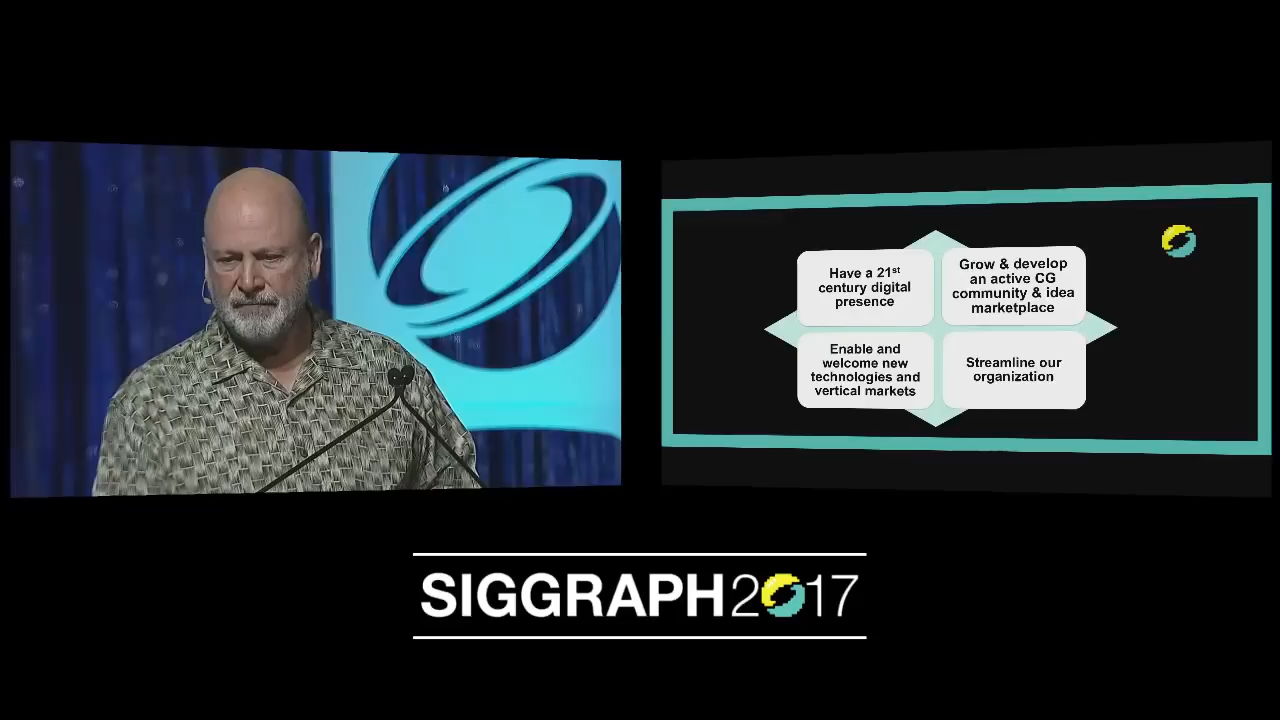 Have a 21st
century digital
presence
Grow & develop
an active CG
community & idea
marketplace
Enable and
welcome new
technologies and
vertical markets
Streamline our
organization
SIGGRAPH2017